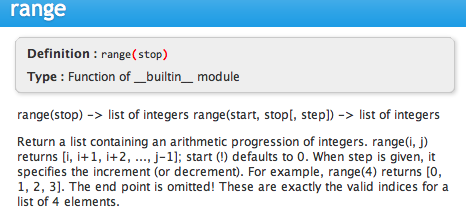 range
Definition : range(stop)
Type : Function of __builtin__ module
range(stop) -> list of integers range(start, stop[, step]) -> list of integers
Return a list containing an arithmetic progression of integers. range(i, j)
returns [i, i+1, i+2, ..., j-1]; start (!) defaults to 0. When step is given, it
specifies the increment (or decrement). For example, range(4) returns [0,
1, 2, 3]. The end point is omitted! These are exactly the valid indices for a
list of 4 elements.